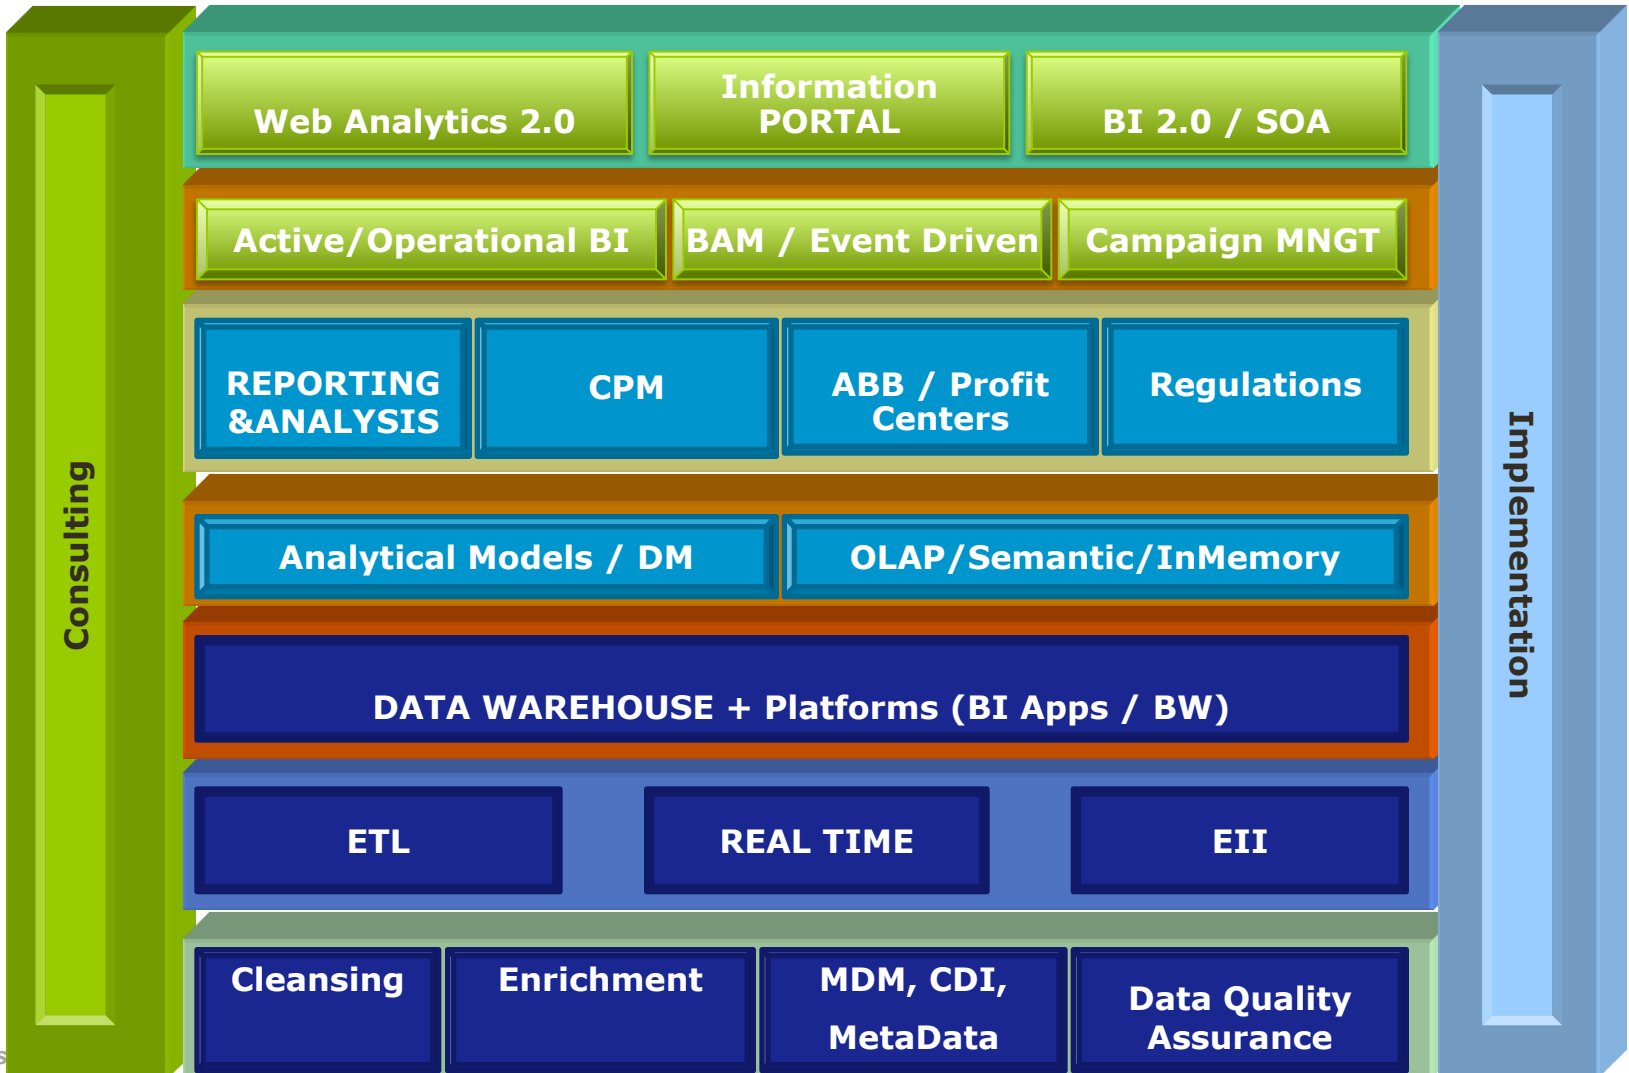 Information
Web Analytics 2.0
PORTAL
BI 2.0 / SOA
Active/Operational BI
BAM / Event Driven
Campaign MNGT
REPORTING
&ANALYSIS
CPM
ABB / Profit
Centers
Regulations
Analytical Models / DM
OLAP/Semantic/InMemory
DATA WAREHOUSE + Platforms (BI Apps / BW)
ETL
REAL TIME
EII
Cleansing
Enrichment
MDM, CDI,
MetaData
Data Quality
Assurance
Consulting
Implementation